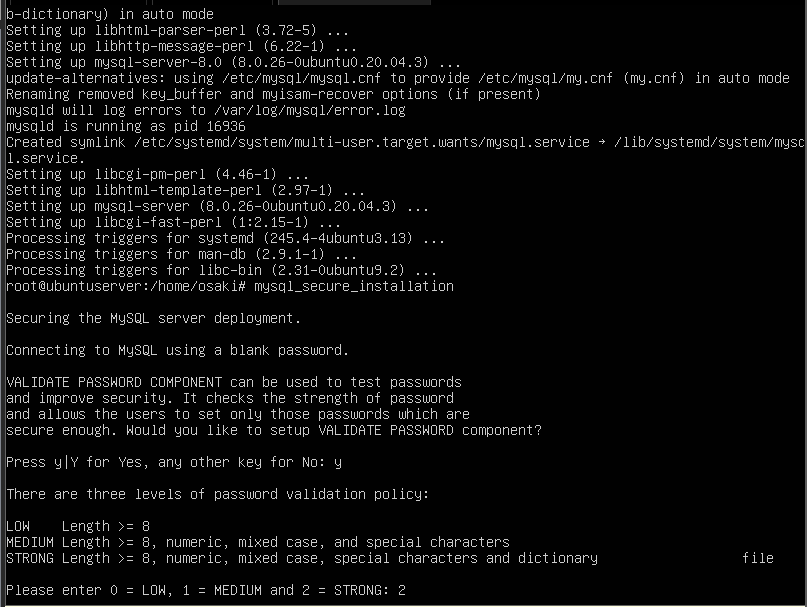 b-dictionary) in auto mode
Setting up libhtml-parser-perl (3.72-5) ...
Setting up libhttp-message-perl (6.22-1) ...
Setting up mysql-server-8.0 (8.0.26-0ubuntu0.20.04.3) ...
update-alternatives: using /etc/mysql/mysql.cnf to provide /etc/mysql/my.cnf (my.cnf) in auto mode
Renaming removed key_buffer and myisam-recover options (if present)
mysqld will log errors to /var/log/mysql/error.log
mysqld is running as pid 16936
Created symlink /etc/systemd/system/multi-user.target.wants/mysql.service → /lib/systemd/system/mysq
l.service.
Setting up libcgi-pm-perl (4.46-1) ...
Setting up libhtml-template-perl (2.97-1) ...
Setting up mysql-server (8.0.26-0ubuntu0.20.04.3) ...
Setting up libcgi-fast-perl (1:2.15-1) ...
Processing triggers for systemd (245.4-4ubuntu3.13) ...
Processing triggers for man-db (2.9.1-1) ...
Processing triggers for libc-bin (2.31-0ubuntu9.2) ...
root@ubuntuserver:/home/osaki# mysql_secure_installation
Securing the MySQL server deployment.
Connecting to MySQL using a blank password.
VALIDATE PASSWORD COMPONENT can be used to test passwords
and improve security. It checks the strength of password
and allows the users to set only those passwords which are
secure enough. Would you like to setup VALIDATE PASSWORD component?
Press y|Y for Yes, any other key for No: y
There are three levels of password validation policy:
LOW    Length >= 8
MEDIUM Length >= 8, numeric, mixed case, and special characters
STRONG Length >= 8, numeric, mixed case, special characters and dictionary                  file
Please enter 0 = LOW, 1 = MEDIUM and 2 = STRONG: 2